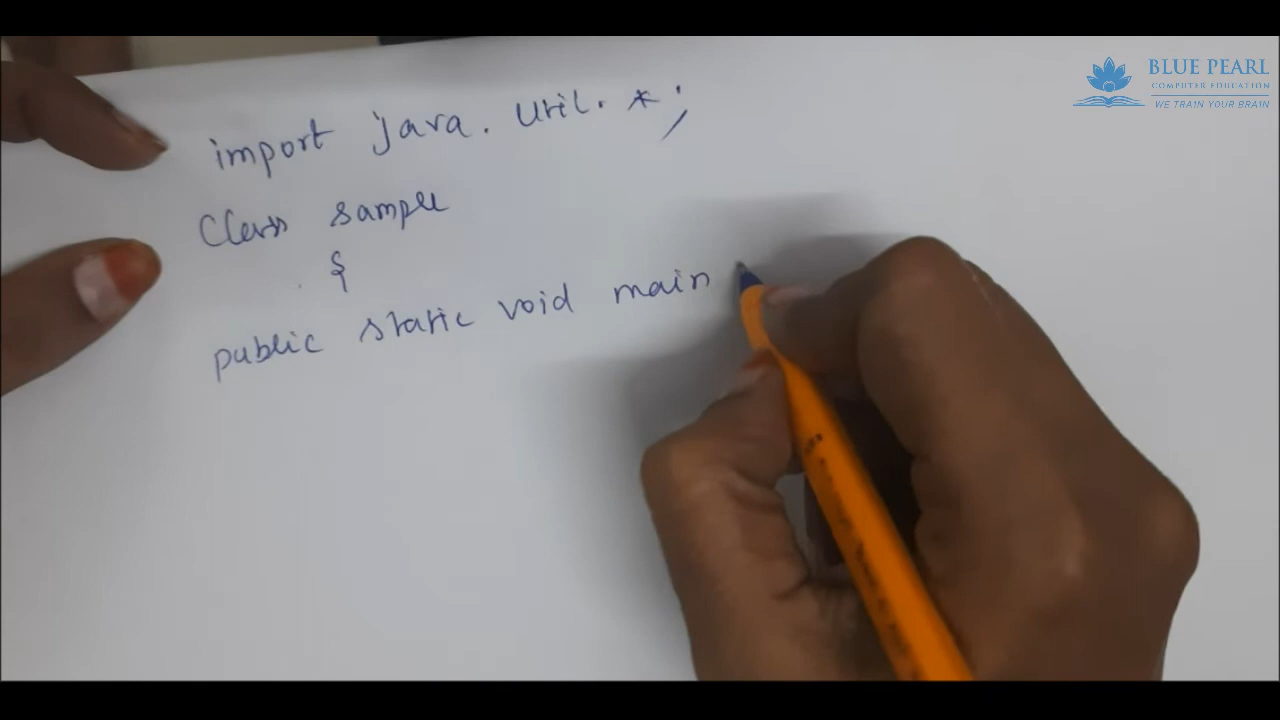 BLUE PEARL
COMPUTER EDUCATION
WE TRAIN YOUR BRAIN
import java. util. *;
Class sample
{
public static void main